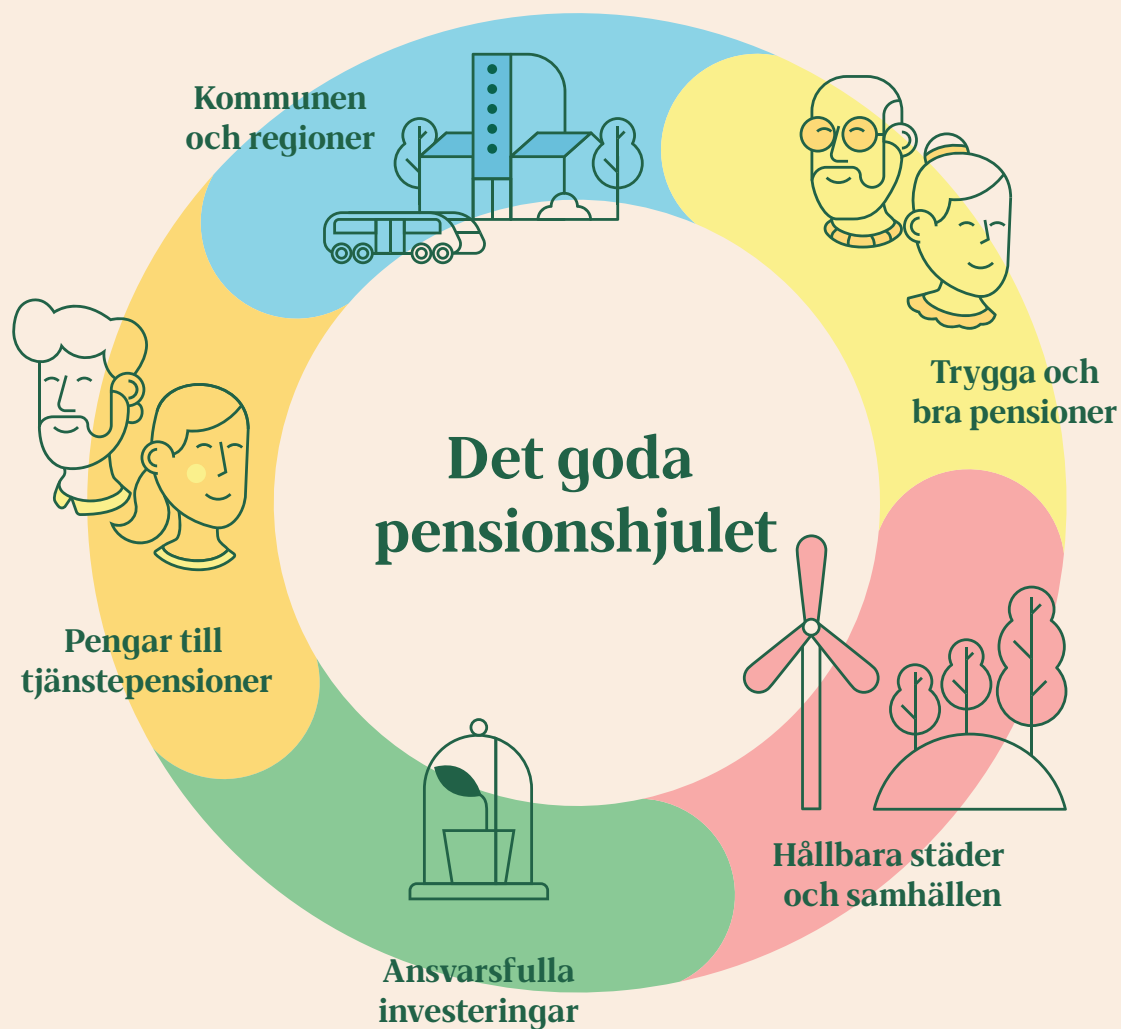 Kommunen
och regioner
Trygga och
bra pensioner
Det goda
pensionshjulet
Pengar till
tjänstepensioner
Hållbara städer
och samhällen
Ansvarsfulla
investeringar